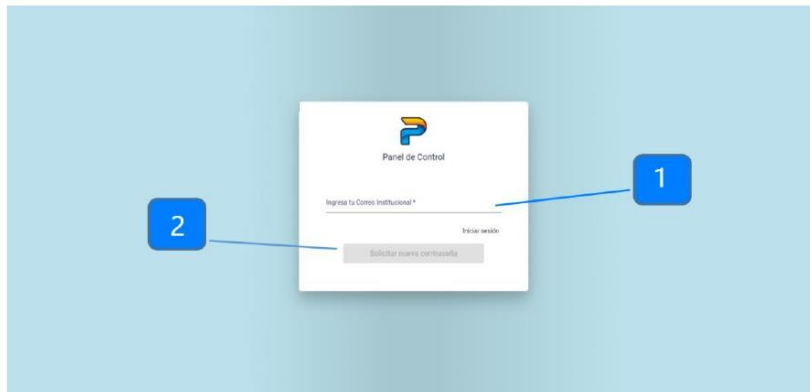 Panel de Control
1
Ingresa tu Correo Institucional *
2
Iniciar sesión
Solicitar nueva contraseña